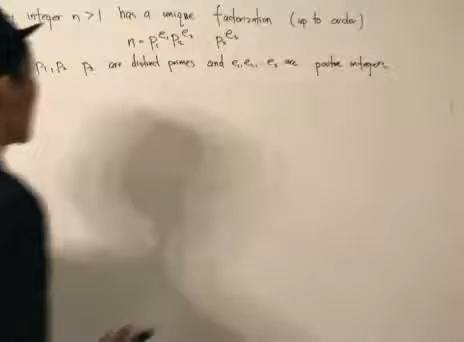 integer n > 1 has a unique factorization (up to order)
n = p₁^e₁ p₂^e₂ pₛ^eₛ
p₁, p₂ pₛ are distinct primes and e₁, e₂, eₛ are positive integers.